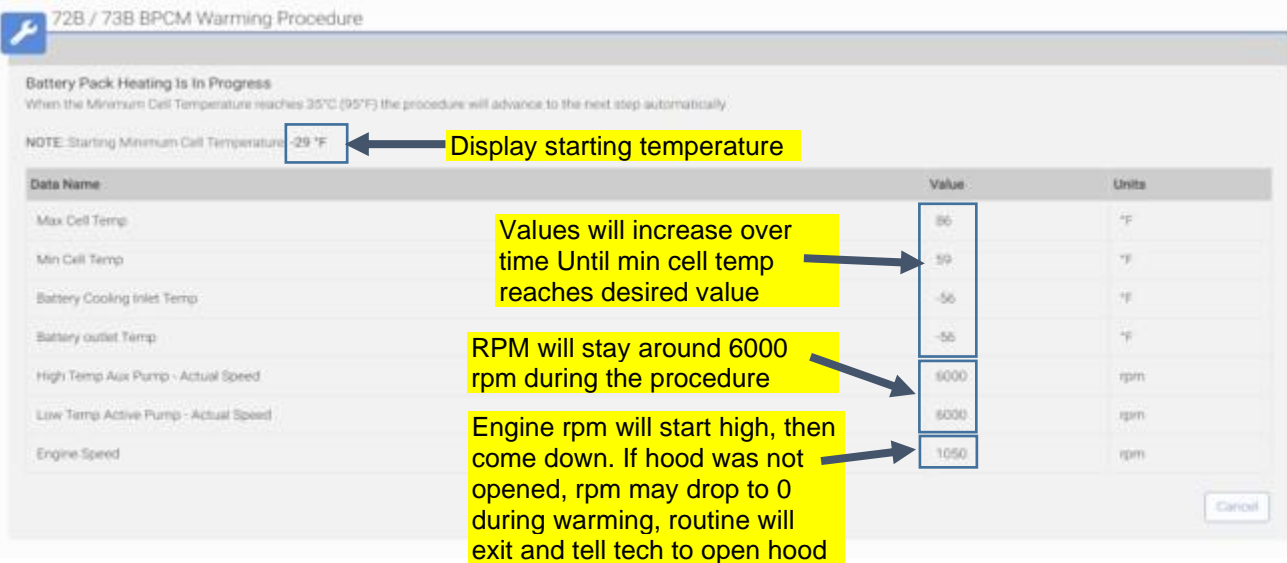 72B / 73B BPCM Warming Procedure
Battery Pack Heating Is In Progress
When the Minimum Cell Temperature reaches 35°C (95°F) the procedure will advance to the next step automatically
NOTE: Starting Minimum Cell Temperature -29 °F
Display starting temperature
Data Name Value Units
Max Cell Temp 86 °F
Min Cell Temp 59 °F
Battery Cooling Inlet Temp -56 °F
Battery outlet Temp -56 °F
High Temp Aux Pump - Actual Speed 6000 rpm
Low Temp Active Pump - Actual Speed 6000 rpm
Engine Speed 1050 rpm
Values will increase over
time Until min cell temp
reaches desired value
RPM will stay around 6000
rpm during the procedure
Engine rpm will start high, then
come down. If hood was not
opened, rpm may drop to 0
during warming, routine will
exit and tell tech to open hood
Cancel